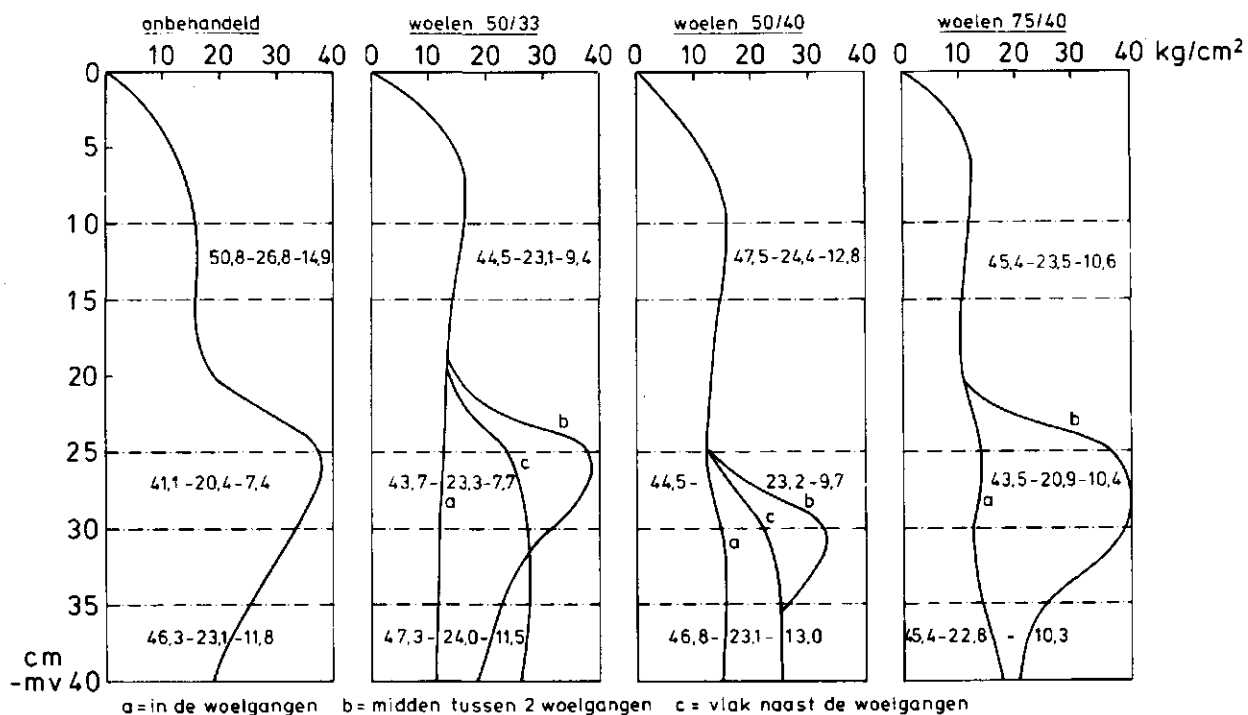 onbehandeld woelen 50/33 woelen 50/40 woelen 75/40
10 20 30 40 0 10 20 30 40 0 10 20 30 40 0 10 20 30 40 kg/cm²
0
5
10
50,8-26,8-14,9 44,5-23,1-9,4 47,5-24,4-12,8 45,4-23,5-10,6
15
20
b b
25
c
41,1-20,4-7,4 43,7-23,3-7,7 44,5- 23,2-9,7 43,5-20,9-10,4
a b a
c
30
a
35
46,3-23,1-11,8 47,3-24,0-11,5 46,8-23,1-13,0 45,4-22,8 - 10,3
cm
-mv 40
a = in de woelgangen b = midden tussen 2 woelgangen c = vlak naast de woelgangen